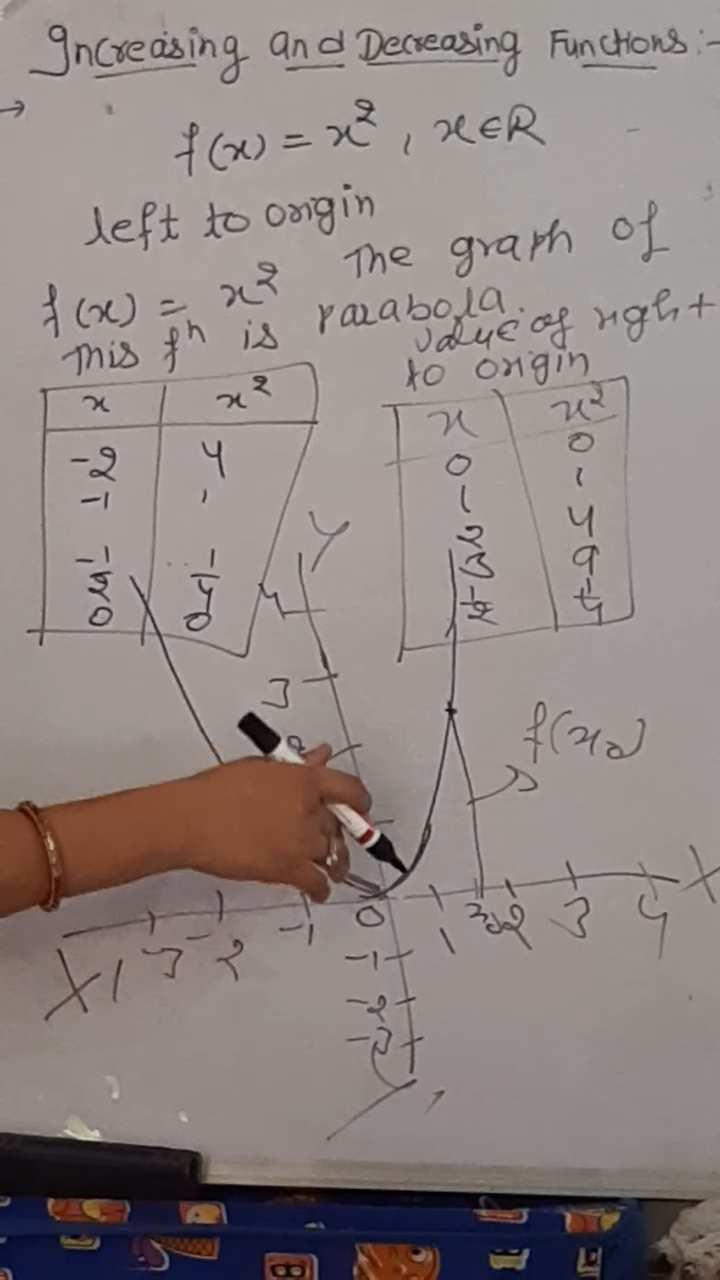 Increasing and Decreasing Functions:-
→ f(x) = x², x∈R
left to origin
f(x) = x² The graph of
this fⁿ is parabola.
value of right
to origin
x x²
-2 4
-1 1
-1/2 1/4
0 0
x x²
0 0
1 1
2 4
3 9
1/2 1/4
Y
4
3
2
f(x₀)
X' -3 -2 -1 0 1 2 3 4 X
-1
-2
-3
Y'